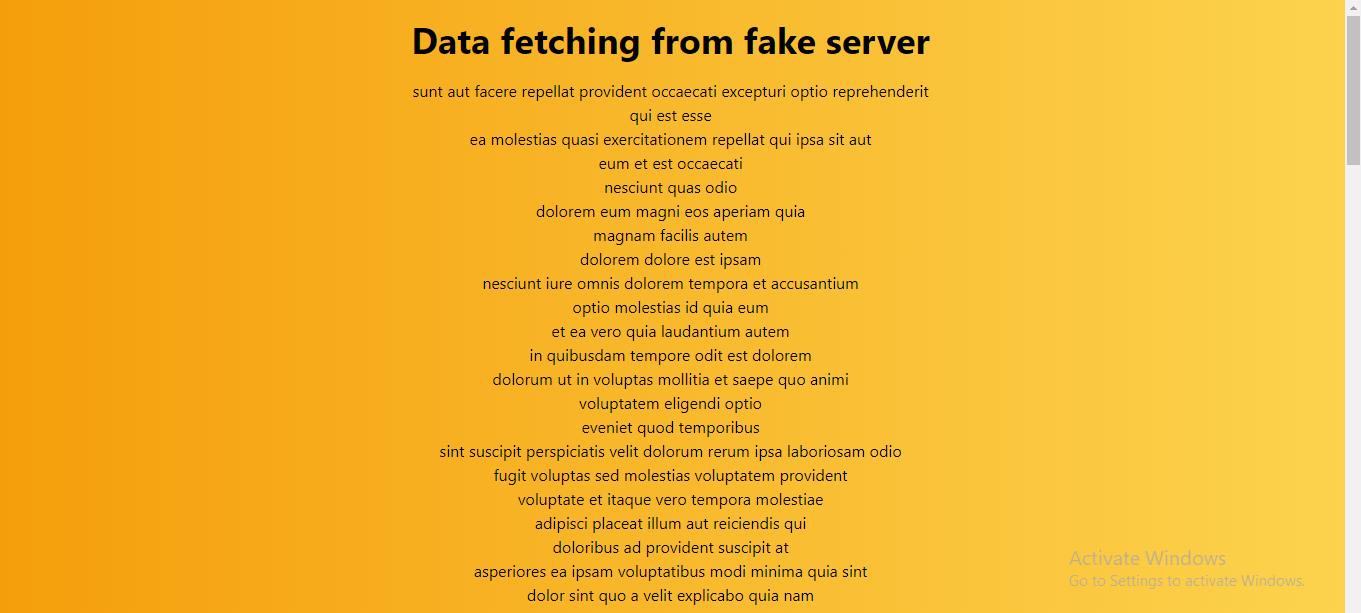 Data fetching from fake server
sunt aut facere repellat provident occaecati excepturi optio reprehenderit
qui est esse
ea molestias quasi exercitationem repellat qui ipsa sit aut
eum et est occaecati
nesciunt quas odio
dolorem eum magni eos aperiam quia
magnam facilis autem
dolorem dolore est ipsam
nesciunt iure omnis dolorem tempora et accusantium
optio molestias id quia eum
et ea vero quia laudantium autem
in quibusdam tempore odit est dolorem
dolorum ut in voluptas mollitia et saepe quo animi
voluptatem eligendi optio
eveniet quod temporibus
sint suscipit perspiciatis velit dolorum rerum ipsa laboriosam odio
fugit voluptas sed molestias voluptatem provident
voluptate et itaque vero tempora molestiae
adipisci placeat illum aut reiciendis qui
doloribus ad provident suscipit at
asperiores ea ipsam voluptatibus modi minima quia sint
dolor sint quo a velit explicabo quia nam
Activate Windows
Go to Settings to activate Windows.